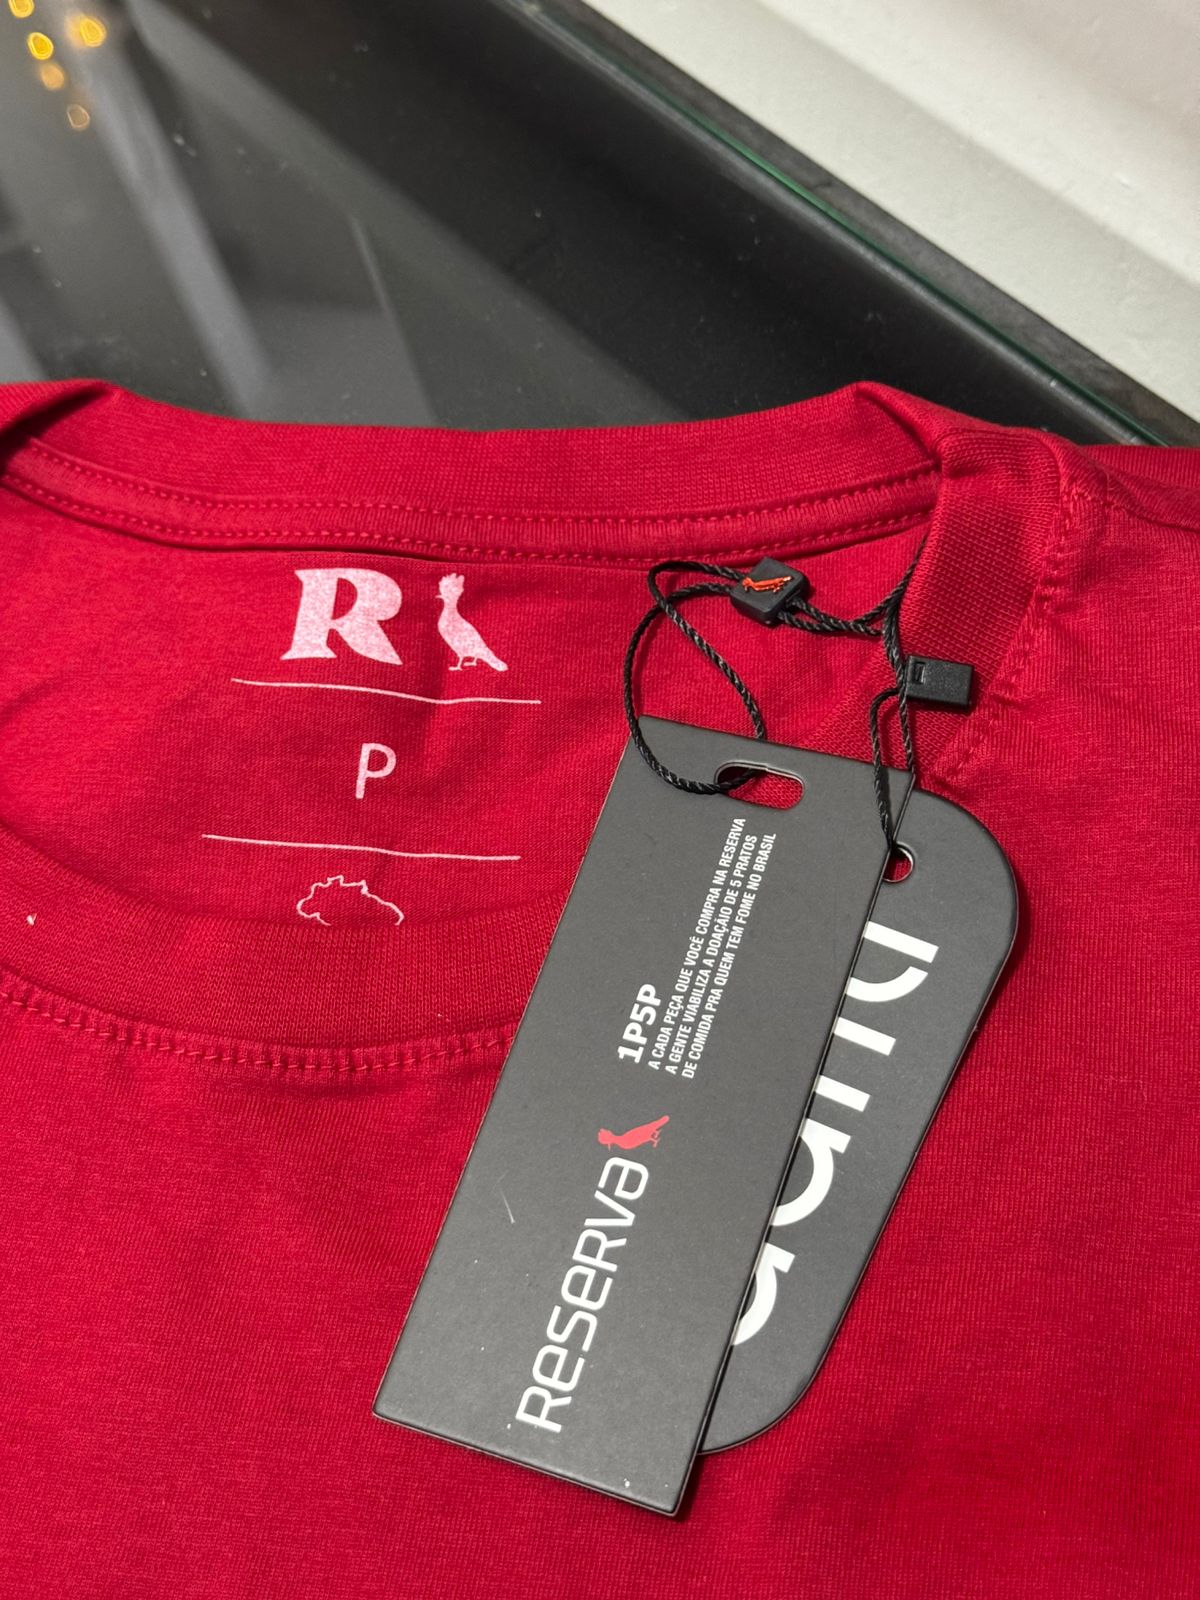 R
P
1P5P
A CADA PEÇA QUE VOCÊ COMPRA NA RESERVA
A GENTE VIABILIZA A DOAÇÃO DE 5 PRATOS
DE COMIDA PRA QUEM TEM FOME NO BRASIL
RESERVA